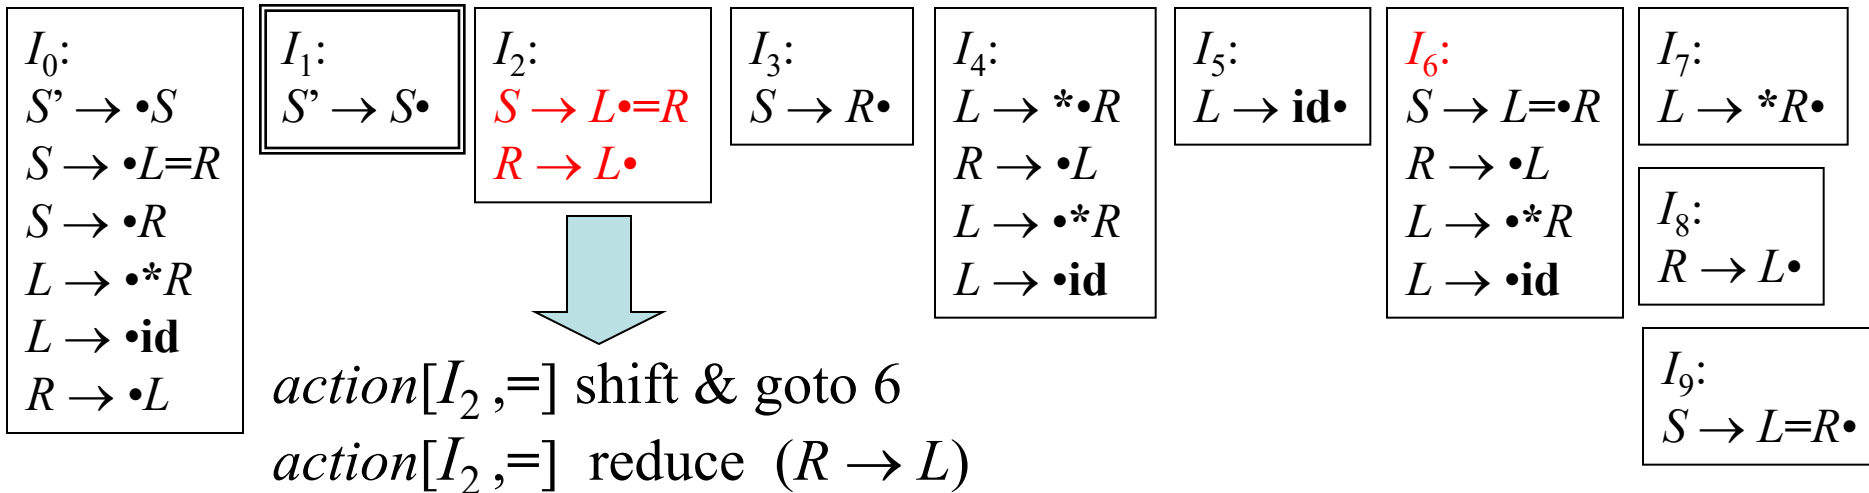 I₀:
S’ → •S
S → •L=R
S → •R
L → •*R
L → •id
R → •L
I₁:
S’ → S•
I₂:
S → L•=R
R → L•
I₃:
S → R•
I₄:
L → *•R
R → •L
L → •*R
L → •id
I₅:
L → id•
I₆:
S → L=•R
R → •L
L → •*R
L → •id
I₇:
L → *R•
I₈:
R → L•
I₉:
S → L=R•
action[I₂ ,=] shift & goto 6
action[I₂ ,=] reduce (R → L)